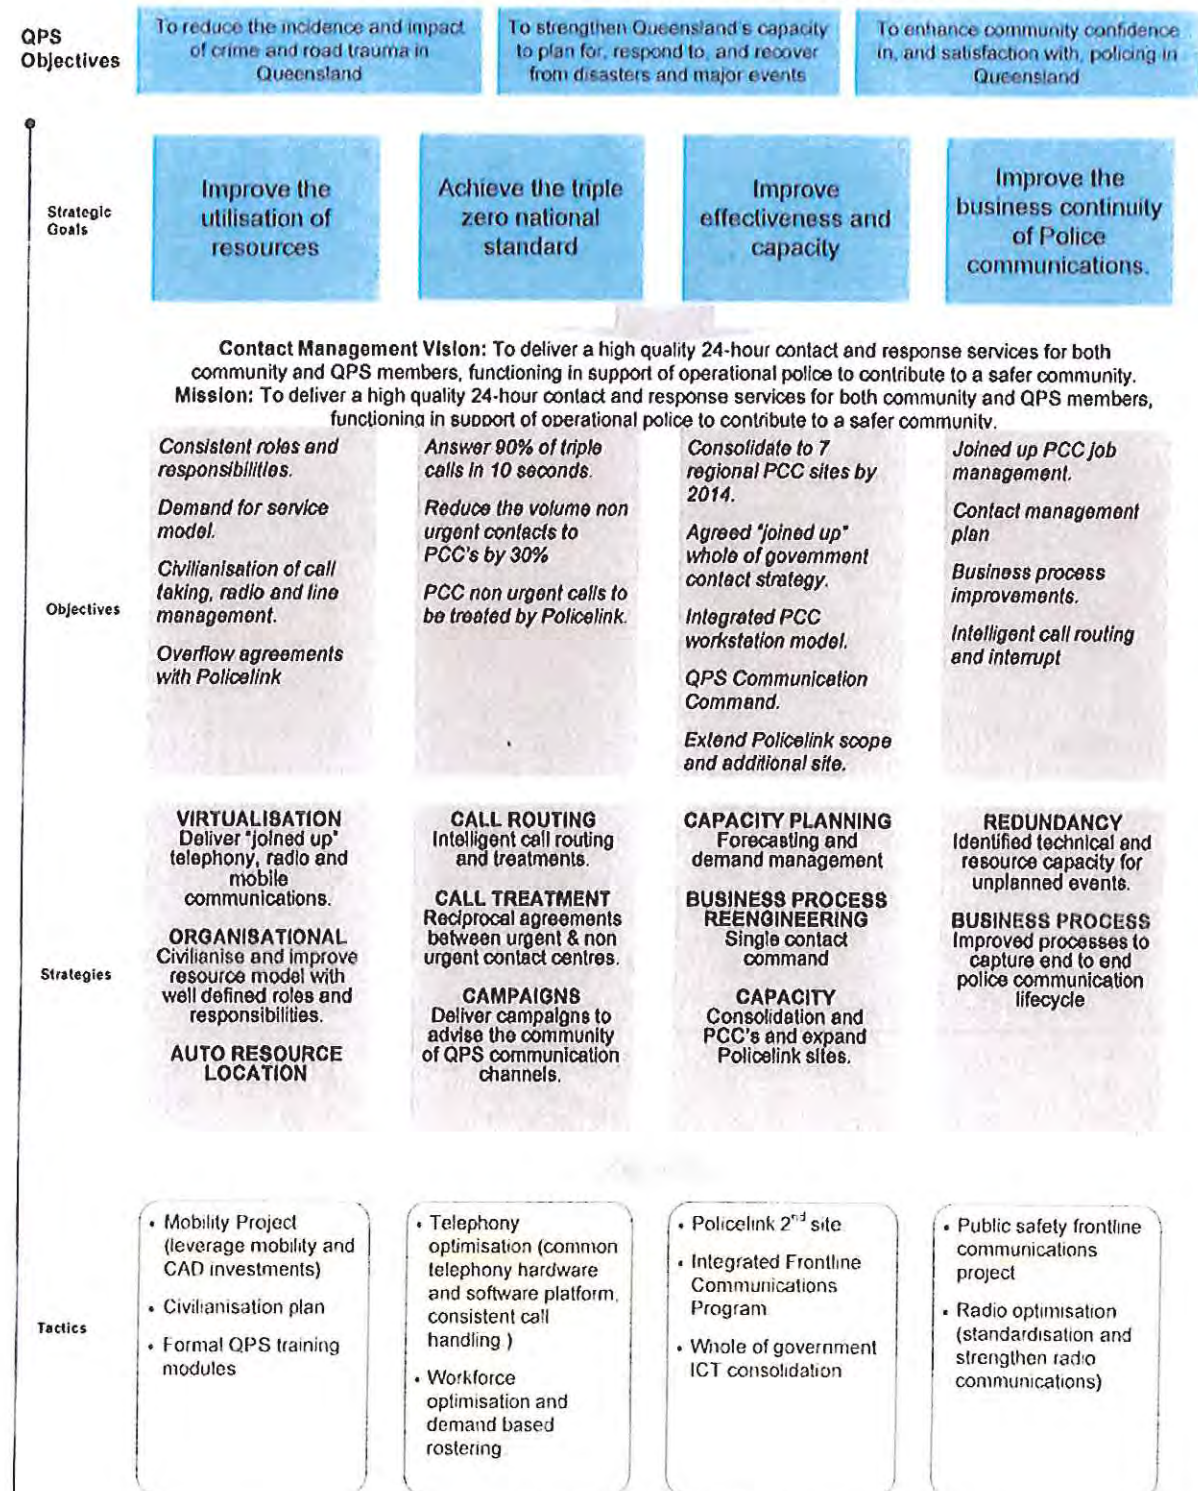 QPS
Objectives
To reduce the incidence and impact
of crime and road trauma in
Queensland
To strengthen Queensland's capacity
to plan for, respond to, and recover
from disasters and major events
To enhance community confidence
in, and satisfaction with, policing in
Queensland
Strategic
Goals
Improve the
utilisation of
resources
Achieve the triple
zero national
standard
Improve
effectiveness and
capacity
Improve the
business continuity
of Police
communications.
Contact Management Vision: To deliver a high quality 24-hour contact and response services for both
community and QPS members, functioning in support of operational police to contribute to a safer community.
Mission: To deliver a high quality 24-hour contact and response services for both community and QPS members,
functioning in support of operational police to contribute to a safer community.
Objectives
Consistent roles and
responsibilities.
Demand for service
model.
Civilianisation of call
taking, radio and line
management.
Overflow agreements
with Policelink
Answer 90% of triple
calls in 10 seconds.
Reduce the volume non
urgent contacts to
PCC's by 30%
PCC non urgent calls to
be treated by Policelink.
Consolidate to 7
regional PCC sites by
2014.
Agreed "joined up"
whole of government
contact strategy.
Integrated PCC
workstation model.
QPS Communication
Command.
Extend Policelink scope
and additional site.
Joined up PCC job
management.
Contact management
plan
Business process
improvements.
Intelligent call routing
and interrupt
Strategies
VIRTUALISATION
Deliver "joined up"
telephony, radio and
mobile
communications.
ORGANISATIONAL
Civilianise and improve
resource model with
well defined roles and
responsibilities.
AUTO RESOURCE
LOCATION
CALL ROUTING
Intelligent call routing
and treatments.
CALL TREATMENT
Reciprocal agreements
between urgent & non
urgent contact centres.
CAMPAIGNS
Deliver campaigns to
advise the community
of QPS communication
channels.
CAPACITY PLANNING
Forecasting and
demand management
BUSINESS PROCESS
REENGINEERING
Single contact
command
CAPACITY
Consolidation and
PCC's and expand
Policelink sites.
REDUNDANCY
Identified technical and
resource capacity for
unplanned events.
BUSINESS PROCESS
Improved processes to
capture end to end
police communication
lifecycle
Tactics
• Mobility Project
(leverage mobility and
CAD investments)
• Civilianisation plan
• Formal QPS training
modules
• Telephony
optimisation (common
telephony hardware
and software platform,
consistent call
handling )
• Workforce
optimisation and
demand based
rostering
• Policelink 2nd site
• Integrated Frontline
Communications
Program
• Whole of government
ICT consolidation
• Public safety frontline
communications
project
• Radio optimisation
(standardisation and
strengthen radio
communications)